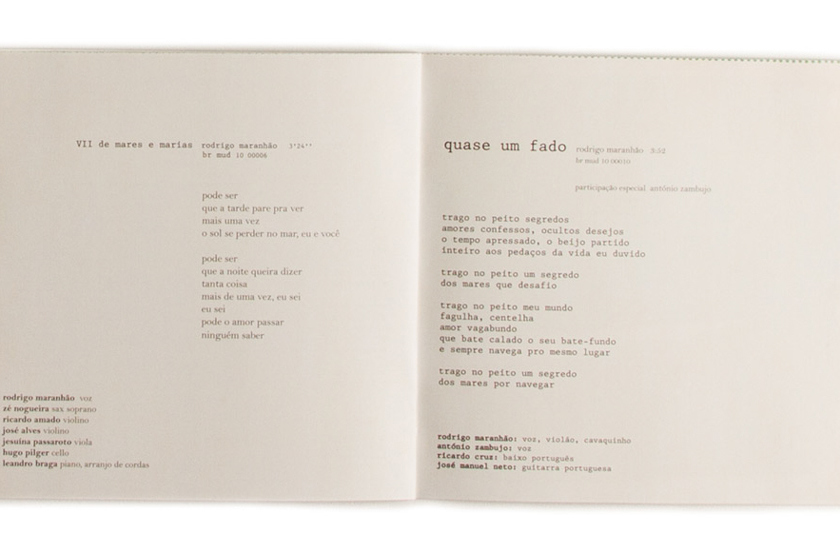 VII de mares e marias rodrigo maranhão 3'24''
br mud 10 00006
pode ser
que a tarde pare pra ver
mais uma vez
o sol se perder no mar, eu e você
pode ser
que a noite queira dizer
tanta coisa
mais de uma vez, eu sei
eu sei
pode o amor passar
ninguém saber
rodrigo maranhão voz
zé nogueira sax soprano
ricardo amado violino
josé alves violino
jesuína passaroto viola
hugo pilger cello
leandro braga piano, arranjo de cordas
quase um fado rodrigo maranhão 3:52
br mud 10 00010
participação especial antónio zambujo
trago no peito segredos
amores confessos, ocultos desejos
o tempo apressado, o beijo partido
inteiro aos pedaços da vida eu duvido
trago no peito um segredo
dos mares que desafio
trago no peito meu mundo
fagulha, centelha
amor vagabundo
que bate calado o seu bate-fundo
e sempre navega pro mesmo lugar
trago no peito um segredo
dos mares por navegar
rodrigo maranhão: voz, violão, cavaquinho
antónio zambujo: voz
ricardo cruz: baixo português
josé manuel neto: guitarra portuguesa